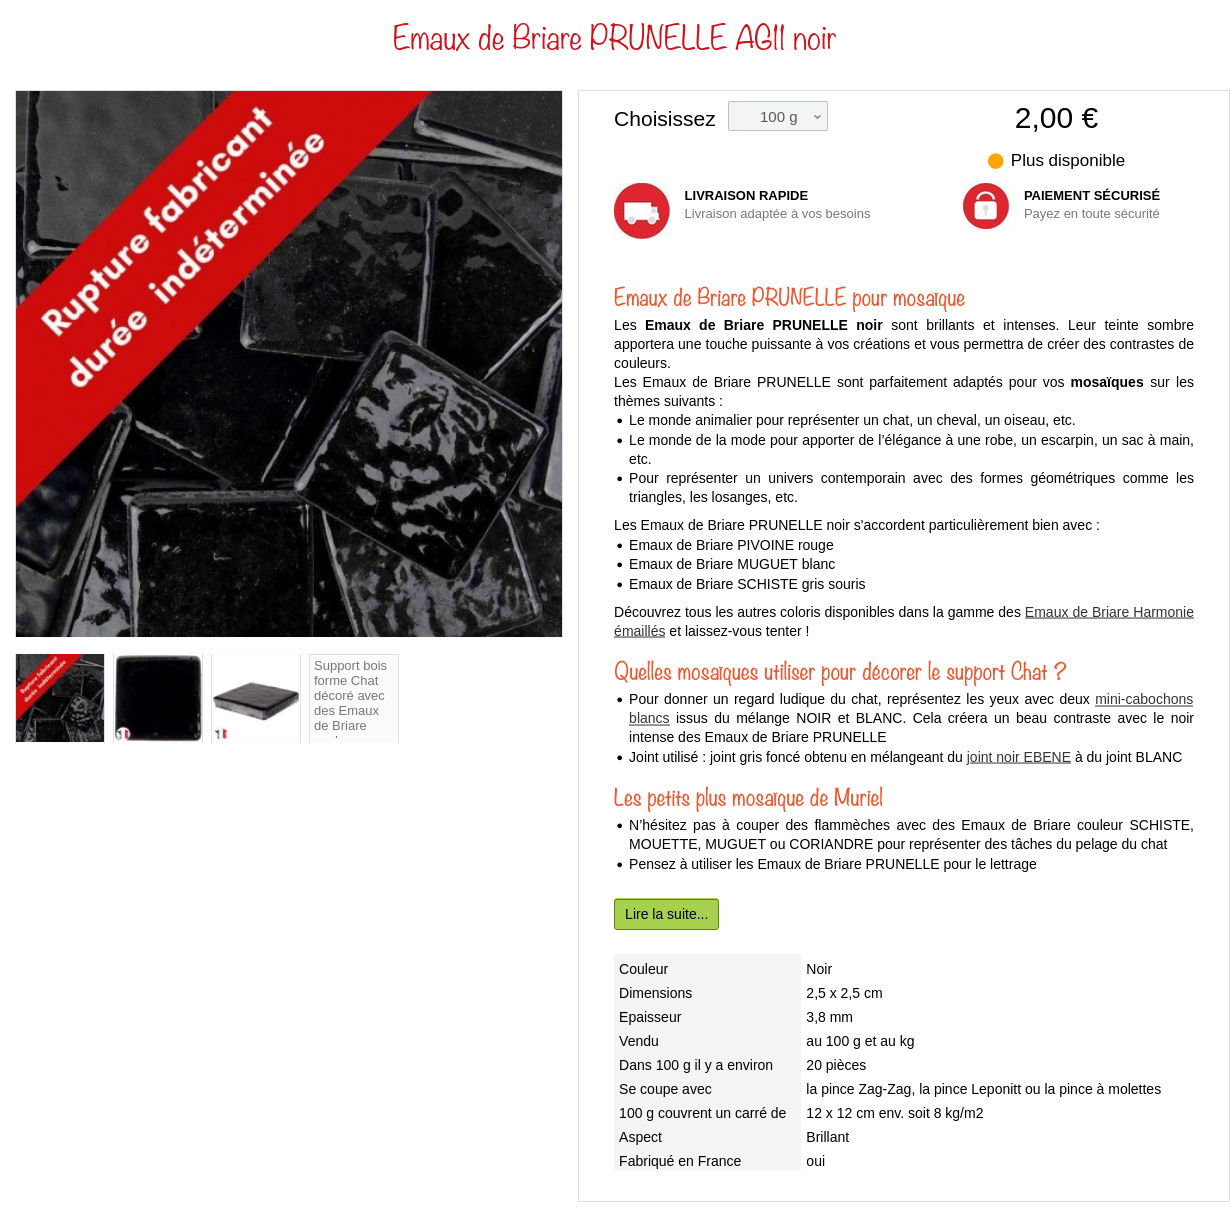 Emaux de Briare PRUNELLE AG11 noir
Rupture fabricant
durée indéterminée
Support bois
forme Chat
décoré avec
des Emaux
de Briare
Choisissez 100 g
2,00 €
Plus disponible
LIVRAISON RAPIDE
Livraison adaptée à vos besoins
PAIEMENT SÉCURISÉ
Payez en toute sécurité
Emaux de Briare PRUNELLE pour mosaïque
Les Emaux de Briare PRUNELLE noir sont brillants et intenses. Leur teinte sombre
apportera une touche puissante à vos créations et vous permettra de créer des contrastes de
couleurs.
Les Emaux de Briare PRUNELLE sont parfaitement adaptés pour vos mosaïques sur les
thèmes suivants :
• Le monde animalier pour représenter un chat, un cheval, un oiseau, etc.
• Le monde de la mode pour apporter de l’élégance à une robe, un escarpin, un sac à main,
etc.
• Pour représenter un univers contemporain avec des formes géométriques comme les
triangles, les losanges, etc.
Les Emaux de Briare PRUNELLE noir s'accordent particulièrement bien avec :
• Emaux de Briare PIVOINE rouge
• Emaux de Briare MUGUET blanc
• Emaux de Briare SCHISTE gris souris
Découvrez tous les autres coloris disponibles dans la gamme des Emaux de Briare Harmonie
émaillés et laissez-vous tenter !
Quelles mosaïques utiliser pour décorer le support Chat ?
• Pour donner un regard ludique du chat, représentez les yeux avec deux mini-cabochons
blancs issus du mélange NOIR et BLANC. Cela créera un beau contraste avec le noir
intense des Emaux de Briare PRUNELLE
• Joint utilisé : joint gris foncé obtenu en mélangeant du joint noir EBENE à du joint BLANC
Les petits plus mosaïque de Muriel
• N’hésitez pas à couper des flammèches avec des Emaux de Briare couleur SCHISTE,
MOUETTE, MUGUET ou CORIANDRE pour représenter des tâches du pelage du chat
• Pensez à utiliser les Emaux de Briare PRUNELLE pour le lettrage
Lire la suite...
Couleur Noir
Dimensions 2,5 x 2,5 cm
Epaisseur 3,8 mm
Vendu au 100 g et au kg
Dans 100 g il y a environ 20 pièces
Se coupe avec la pince Zag-Zag, la pince Leponitt ou la pince à molettes
100 g couvrent un carré de 12 x 12 cm env. soit 8 kg/m2
Aspect Brillant
Fabriqué en France oui